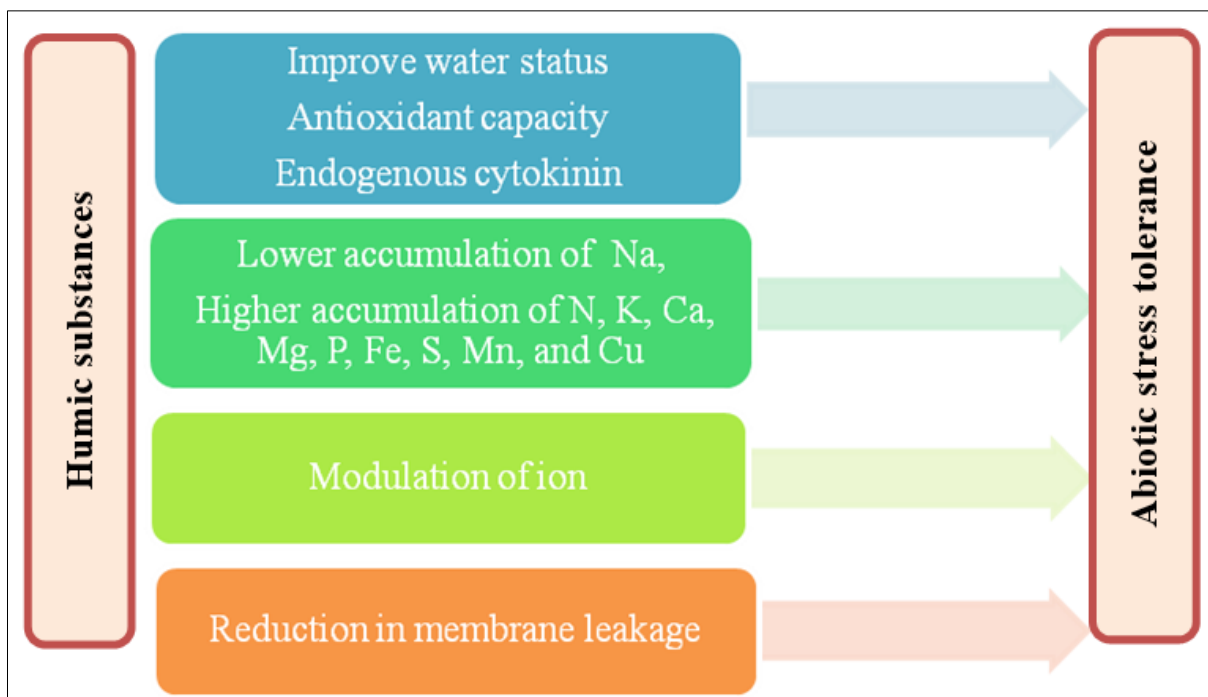 Humic substances
Improve water status
Antioxidant capacity
Endogenous cytokinin
Lower accumulation of Na,
Higher accumulation of N, K, Ca,
Mg, P, Fe, S, Mn, and Cu
Modulation of ion
Reduction in membrane leakage
Abiotic stress tolerance